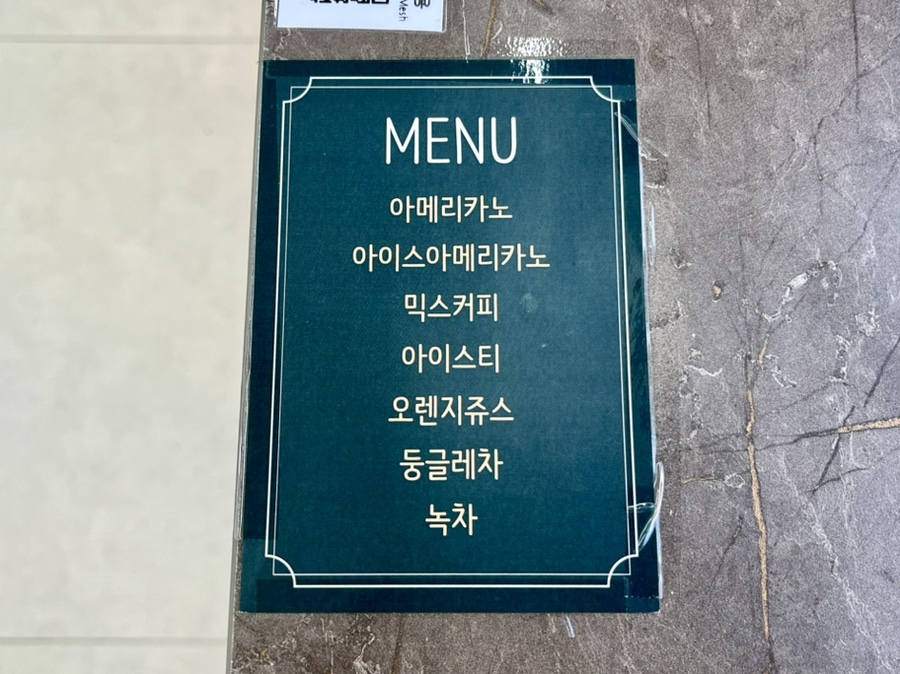 MENU
아메리카노
아이스아메리카노
믹스커피
아이스티
오렌지쥬스
둥글레차
녹차